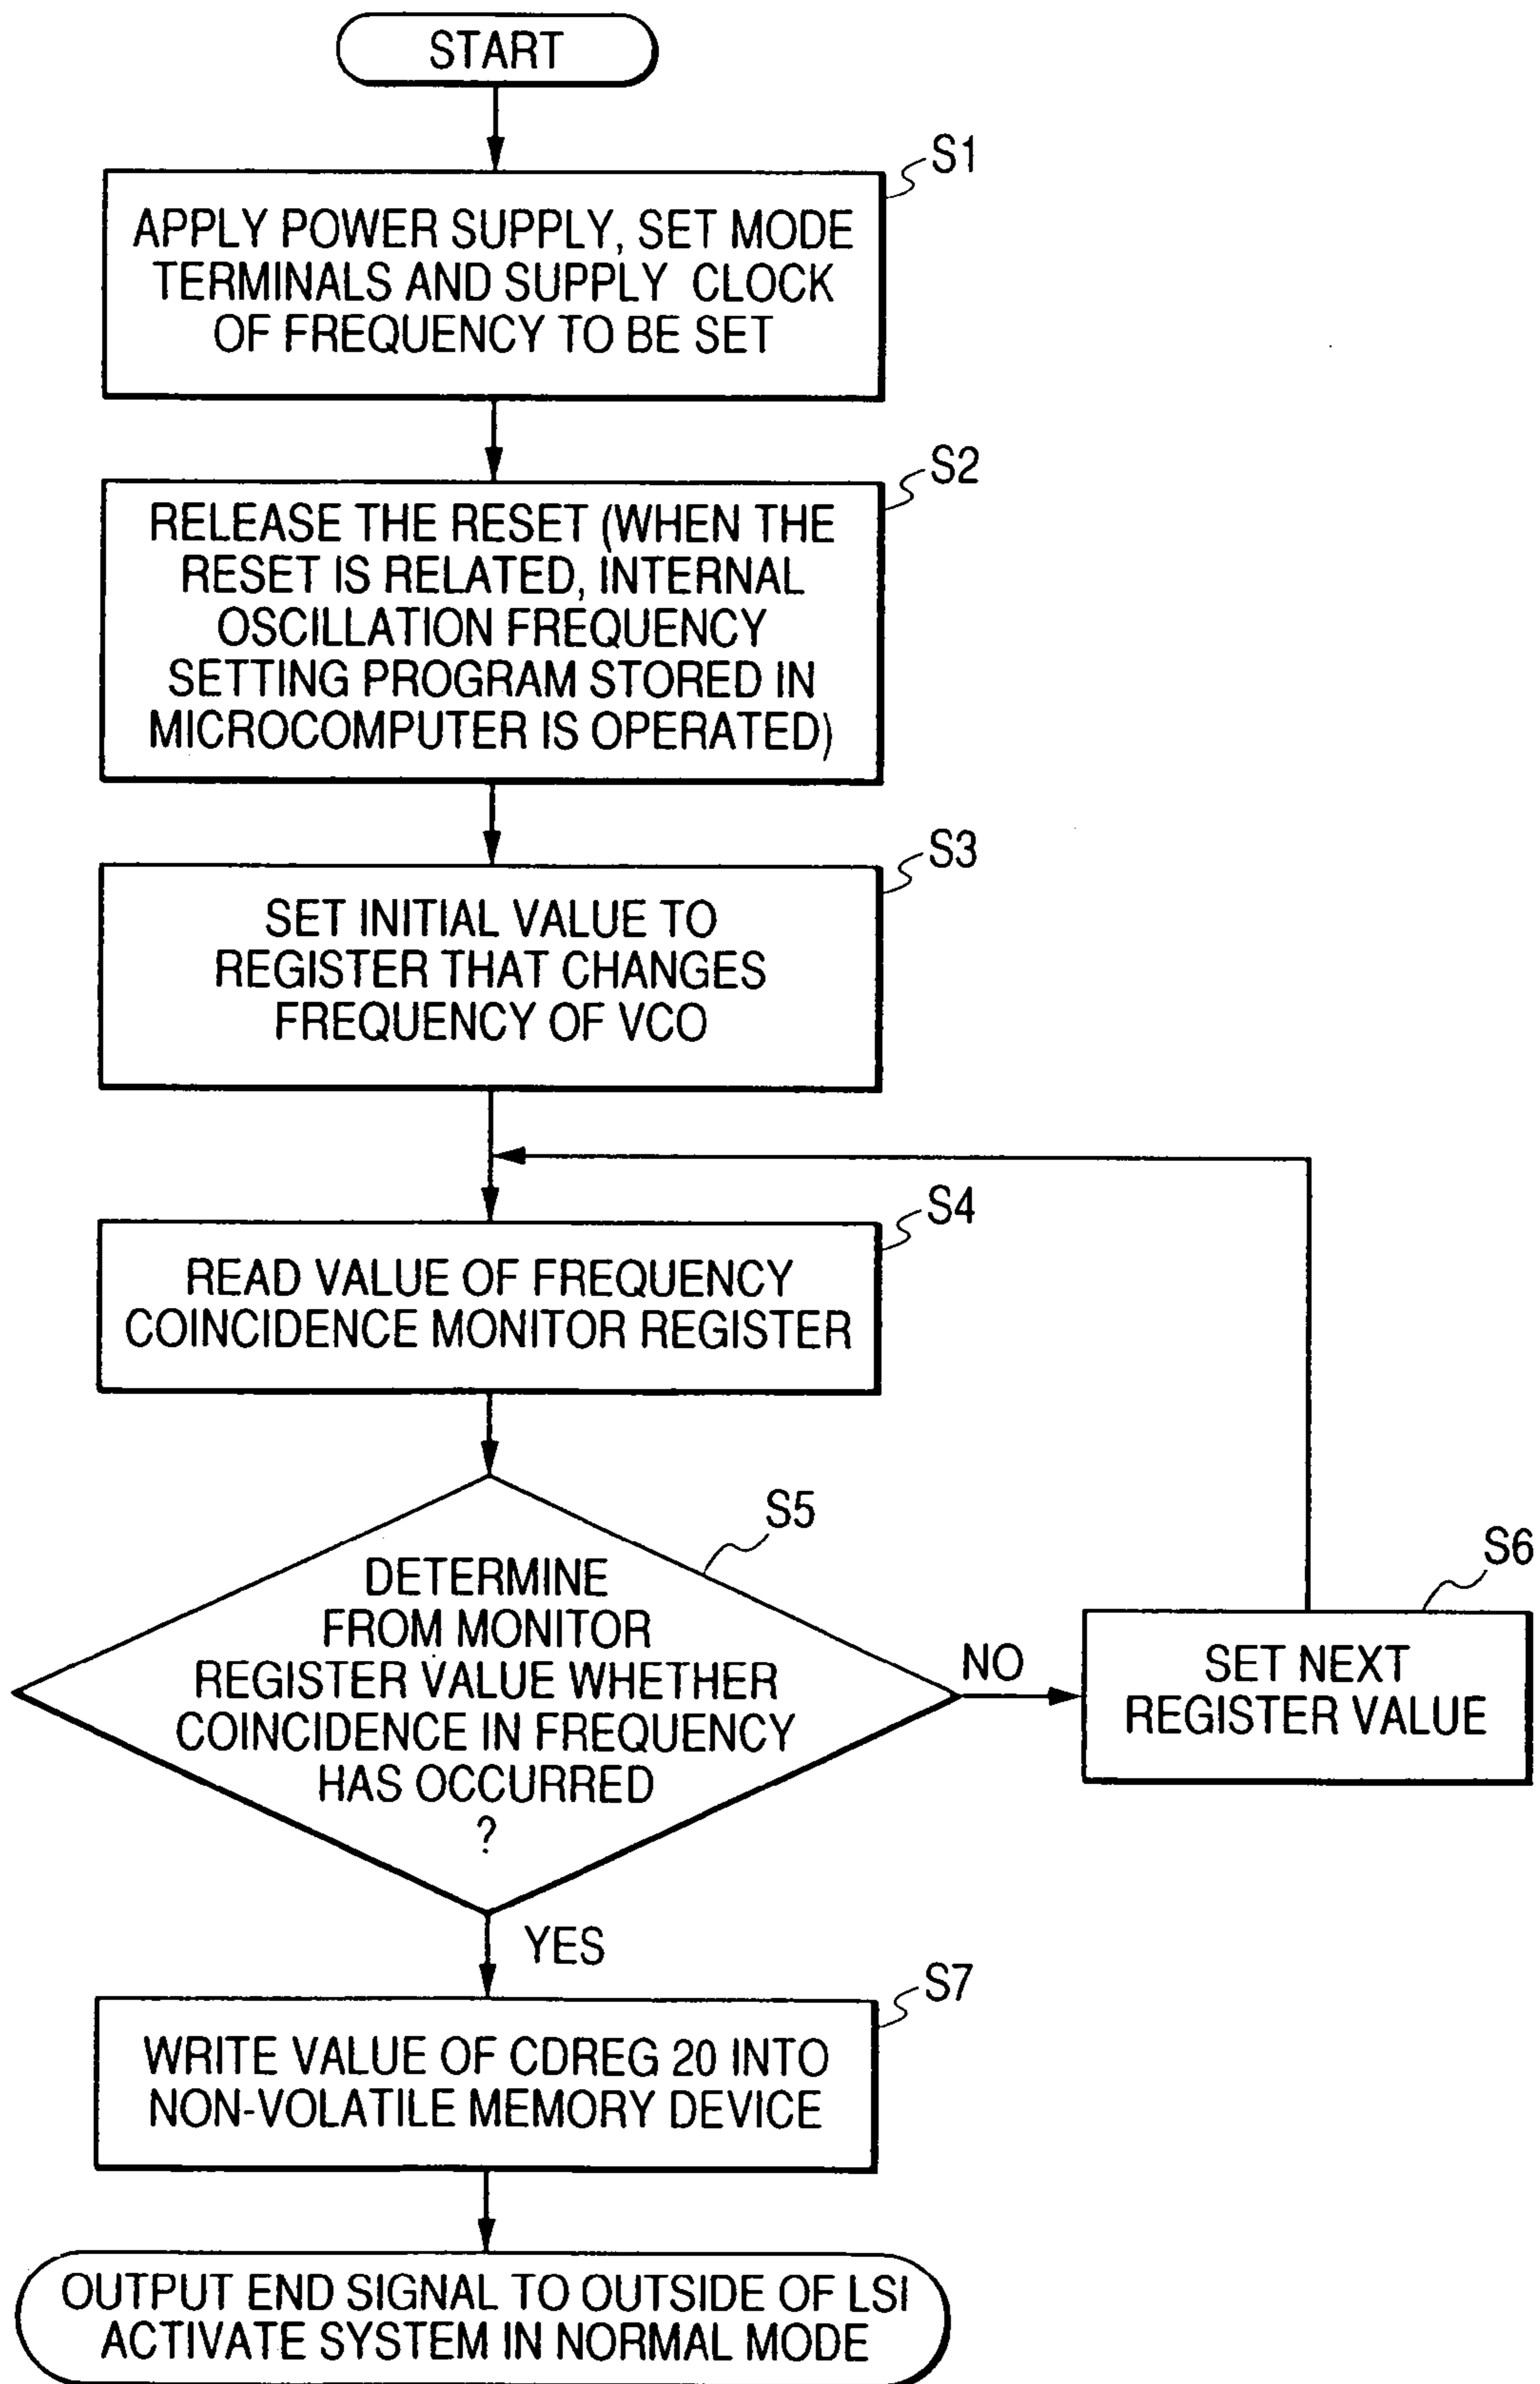 START
S1
APPLY POWER SUPPLY, SET MODE
TERMINALS AND SUPPLY CLOCK
OF FREQUENCY TO BE SET
S2
RELEASE THE RESET (WHEN THE
RESET IS RELATED, INTERNAL
OSCILLATION FREQUENCY
SETTING PROGRAM STORED IN
MICROCOMPUTER IS OPERATED)
S3
SET INITIAL VALUE TO
REGISTER THAT CHANGES
FREQUENCY OF VCO
S4
READ VALUE OF FREQUENCY
COINCIDENCE MONITOR REGISTER
S5
DETERMINE
FROM MONITOR
REGISTER VALUE WHETHER
COINCIDENCE IN FREQUENCY
HAS OCCURRED
?
NO
S6
SET NEXT
REGISTER VALUE
YES
S7
WRITE VALUE OF CDREG 20 INTO
NON-VOLATILE MEMORY DEVICE
OUTPUT END SIGNAL TO OUTSIDE OF LSI
ACTIVATE SYSTEM IN NORMAL MODE